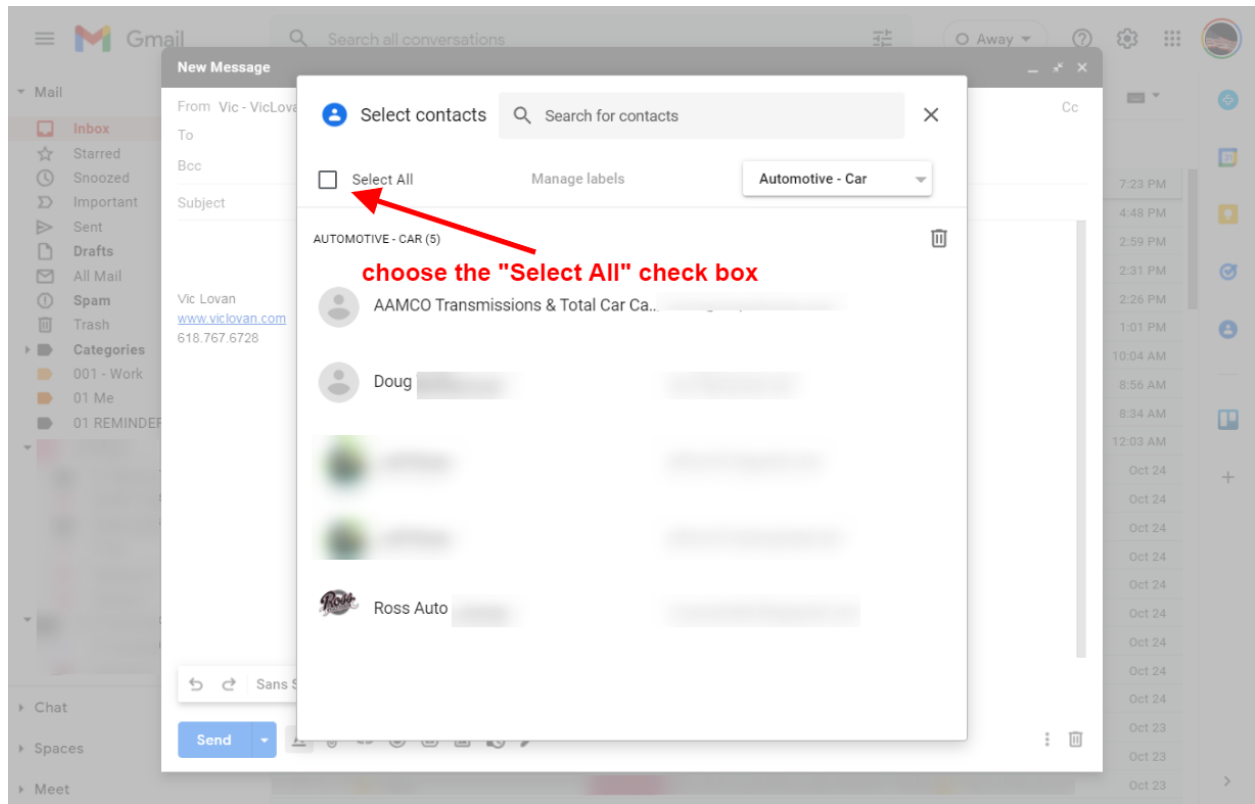 Gmail
Search all conversations
Away
New Message
Mail
Inbox
Starred
Snoozed
Important
Sent
Drafts
All Mail
Spam
Trash
Categories
001 - Work
01 Me
01 REMINDER
Chat
Spaces
Meet
From Vic - VicLova
Cc
To
Bcc
Subject
Vic Lovan
www.viclovan.com
618.767.6728
Sans S
Send
Select contacts
Search for contacts
Select All
Manage labels
Automotive - Car
AUTOMOTIVE - CAR (5)
choose the "Select All" check box
AAMCO Transmissions & Total Car Ca...
Doug
Ross Auto
7:23 PM
4:48 PM
2:59 PM
2:31 PM
2:26 PM
1:01 PM
10:04 AM
8:56 AM
8:34 AM
12:03 AM
Oct 24
Oct 24
Oct 24
Oct 24
Oct 24
Oct 24
Oct 24
Oct 24
Oct 24
Oct 23
Oct 23
Oct 23